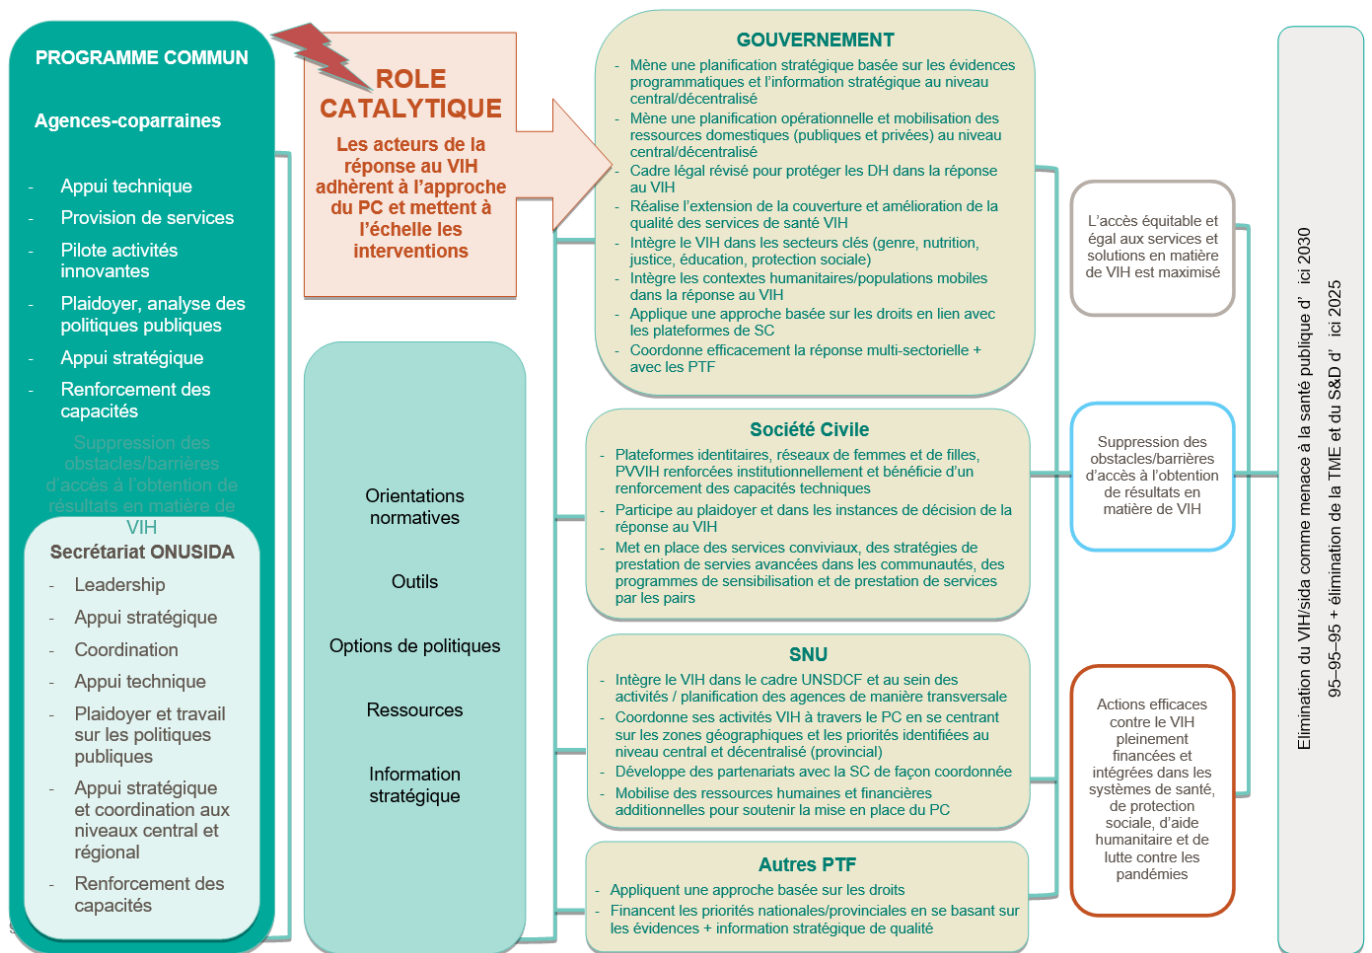 PROGRAMME COMMUN
Agences-coparraines
- Appui technique
- Provision de services
- Pilote activités
innovantes
- Plaidoyer, analyse des
politiques publiques
- Appui stratégique
- Renforcement des
capacités
Suppression des
obstacles/barrières
d'accès à l'obtention de
résultats en matière de
VIH
Secrétariat ONUSIDA
- Leadership
- Appui stratégique
- Coordination
- Appui technique
- Plaidoyer et travail
sur les politiques
publiques
- Appui stratégique
et coordination aux
niveaux central et
régional
- Renforcement des
capacités
ROLE
CATALYTIQUE
Les acteurs de la
réponse au VIH
adhèrent à l'approche
du PC et mettent à
l'échelle les
interventions
Orientations
normatives
Outils
Options de politiques
Ressources
Information
stratégique
GOUVERNEMENT
- Mène une planification stratégique basée sur les évidences
programmatiques et l'information stratégique au niveau
central/décentralisé
- Mène une planification opérationnelle et mobilisation des
ressources domestiques (publiques et privées) au niveau
central/décentralisé
- Cadre légal révisé pour protéger les DH dans la réponse
au VIH
- Réalise l'extension de la couverture et amélioration de la
qualité des services de santé VIH
- Intègre le VIH dans les secteurs clés (genre, nutrition,
justice, éducation, protection sociale)
- Intègre les contextes humanitaires/populations mobiles
dans la réponse au VIH
- Applique une approche basée sur les droits en lien avec
les plateformes de SC
- Coordonne efficacement la réponse multi-sectorielle +
avec les PTF
Société Civile
- Plateformes identitaires, réseaux de femmes et de filles,
PVVIH renforcées institutionnellement et bénéficie d'un
renforcement des capacités techniques
- Participe au plaidoyer et dans les instances de décision de la
réponse au VIH
- Met en place des services conviviaux, des stratégies de
prestation de servies avancées dans les communautés, des
programmes de sensibilisation et de prestation de services
par les pairs
SNU
- Intègre le VIH dans le cadre UNSDCF et au sein des
activités / planification des agences de manière transversale
- Coordonne ses activités VIH à travers le PC en se centrant
sur les zones géographiques et les priorités identifiées au
niveau central et décentralisé (provincial)
- Développe des partenariats avec la SC de façon coordonnée
- Mobilise des ressources humaines et financières
additionnelles pour soutenir la mise en place du PC
Autres PTF
- Appliquent une approche basée sur les droits
- Financent les priorités nationales/provinciales en se basant sur
les évidences + information stratégique de qualité
L'accès équitable et
égal aux services et
solutions en matière
de VIH est maximisé
Suppression des
obstacles/barrières
d'accès à l'obtention
de résultats en
matière de VIH
Actions efficaces
contre le VIH
pleinement
financées et
intégrées dans les
systèmes de santé,
de protection
sociale, d'aide
humanitaire et de
lutte contre les
pandémies
Elimination du VIH/sida comme menace à la santé publique d' ici 2030
95–95–95 + élimination de la TME et du S&D d' ici 2025